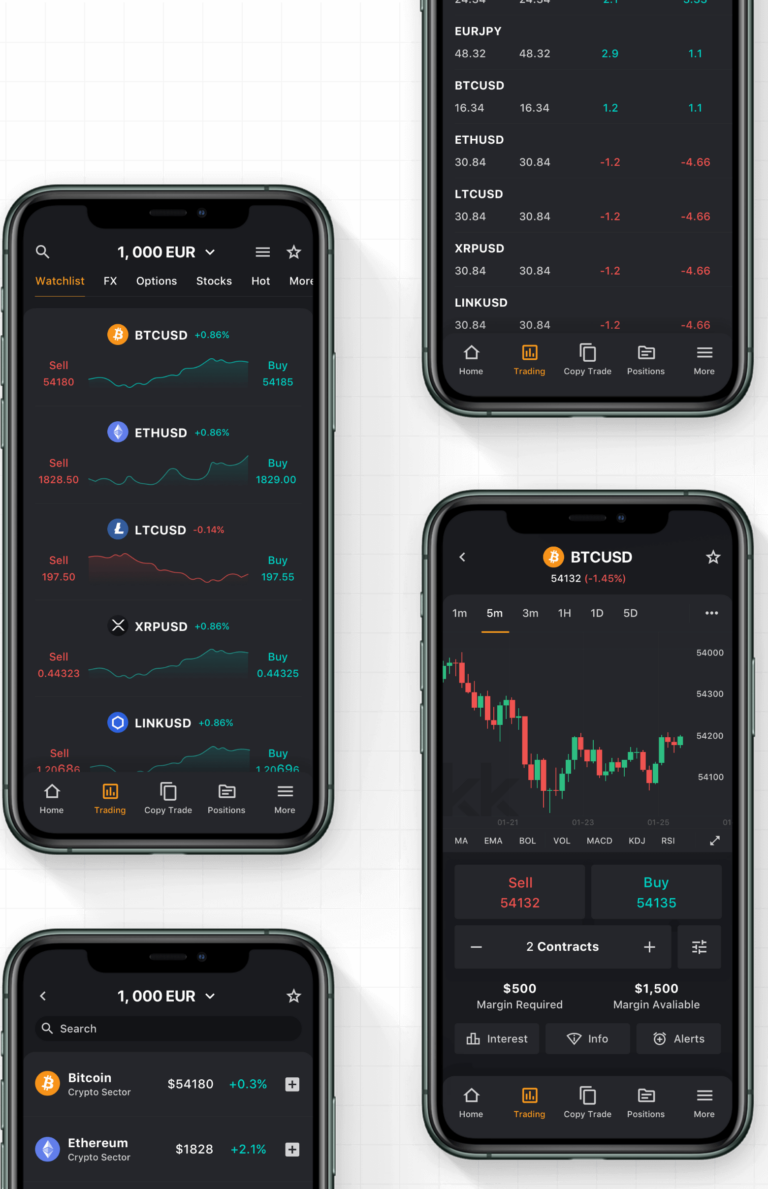 EURJPY
48.32 48.32 2.9 1.1
BTCUSD
16.34 16.34 1.2 1.1
ETHUSD
30.84 30.84 -1.2 -4.66
LTCUSD
30.84 30.84 -1.2 -4.66
XRPUSD
30.84 30.84 -1.2 -4.66
LINKUSD
30.84 30.84 -1.2 -4.66
Home Trading Copy Trade Positions More
1,000 EUR
Watchlist FX Options Stocks Hot More
BTCUSD +0.86%
Sell Buy
54180 54185
ETHUSD +0.86%
Sell Buy
1828.50 1829.00
LTCUSD -0.14%
Sell Buy
197.50 197.55
XRPUSD +0.86%
Sell Buy
0.44323 0.44325
LINKUSD +0.86%
Sell Buy
1.20686 1.20696
Home Trading Copy Trade Positions More
BTCUSD
54132 (-1.45%)
1m 5m 3m 1H 1D 5D
54000
54300
54200
54100
kk
01-21 01-23 01-25
MA EMA BOL VOL MACD KDJ RSI
Sell Buy
54132 54135
2 Contracts
$500 $1,500
Margin Required Margin Avaliable
Interest Info Alerts
Home Trading Copy Trade Positions More
1,000 EUR
Search
Bitcoin $54180 +0.3%
Crypto Sector
Ethereum $1828 +2.1%
Crypto Sector